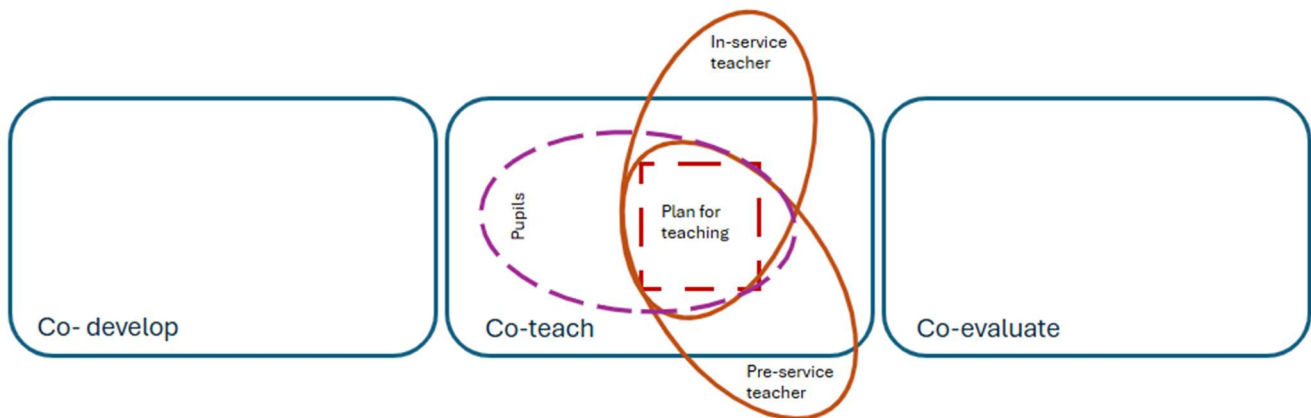 In-service
teacher
Pupils
Plan for
teaching
Co- develop
Co-teach
Co-evaluate
Pre-service
teacher